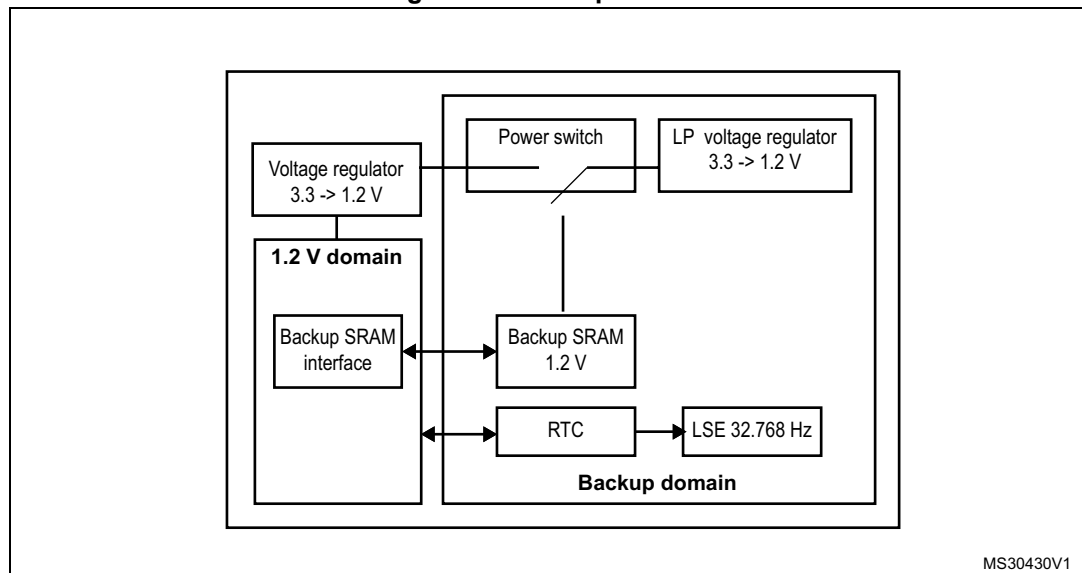 Power switch
LP voltage regulator
3.3 -> 1.2 V
Voltage regulator
3.3 -> 1.2 V
1.2 V domain
Backup SRAM
interface
Backup SRAM
1.2 V
RTC
LSE 32.768 Hz
Backup domain
MS30430V1